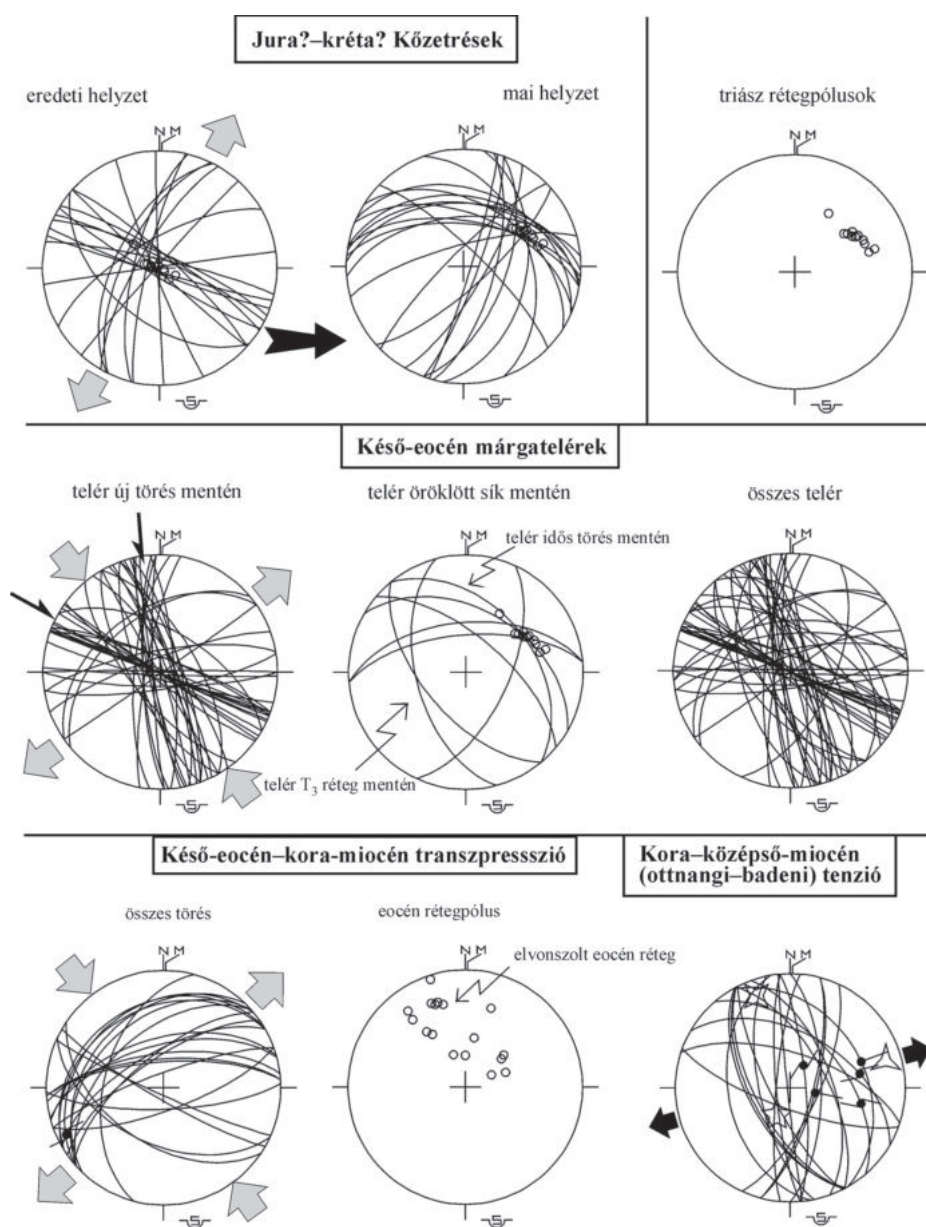 Jura?–kréta? Kőzetrések
eredeti helyzet
mai helyzet
triász rétegpólusok
N M
N M
N M
S
S
S
Késő-eocén márgatelérek
telér új törés mentén
telér öröklött sík mentén
összes telér
N M
N M
N M
telér idős törés mentén
telér T3 réteg mentén
S
S
S
Késő-eocén–kora-miocén transzpressszió
Kora–középső-miocén
(ottnangi–badeni) tenzió
összes törés
eocén rétegpólus
N M
N M
N M
elvonszolt eocén réteg
S
S
S